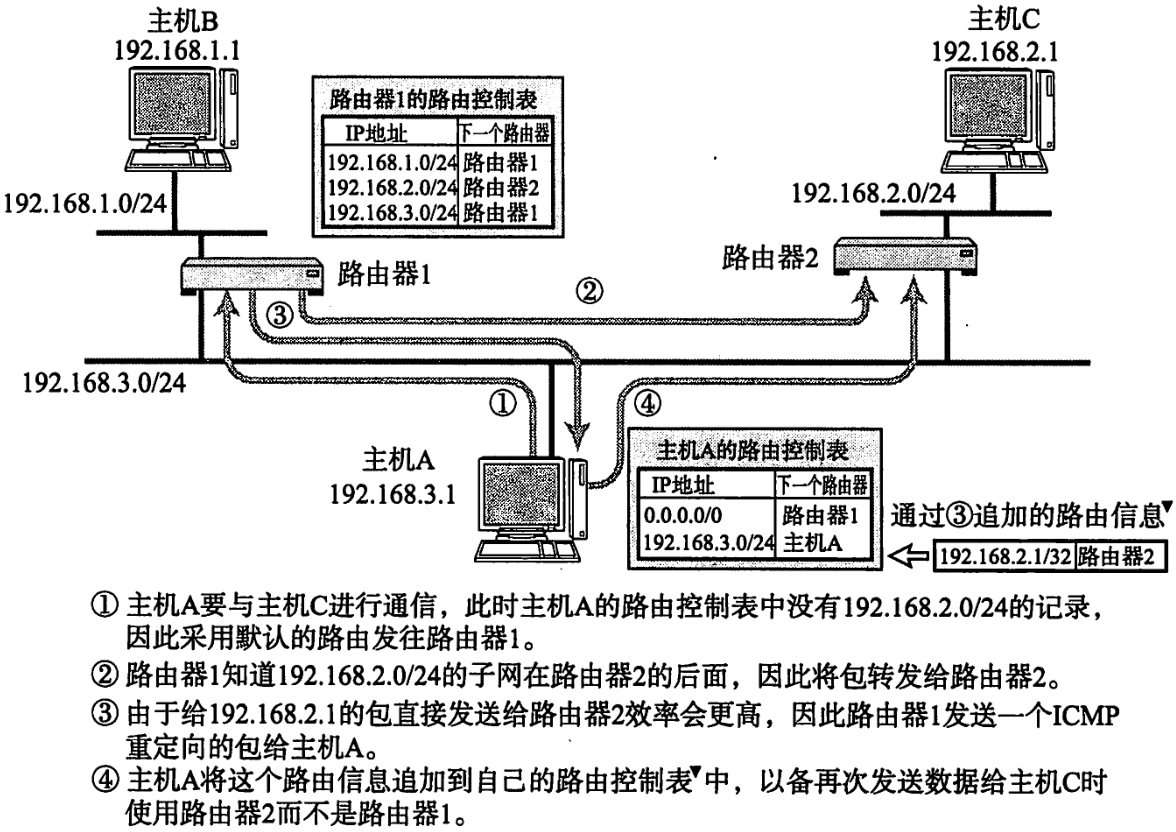 主机B
192.168.1.1
主机C
192.168.2.1
路由器1的路由控制表
IP地址 下一个路由器
192.168.1.0/24 路由器1
192.168.2.0/24 路由器2
192.168.3.0/24 路由器1
192.168.1.0/24
192.168.2.0/24
路由器1
路由器2
②
③
192.168.3.0/24
①
④
主机A
192.168.3.1
主机A的路由控制表
IP地址 下一个路由器
0.0.0.0/0 路由器1
192.168.3.0/24 主机A
通过③追加的路由信息▼
192.168.2.1/32 路由器2
① 主机A要与主机C进行通信，此时主机A的路由控制表中没有192.168.2.0/24的记录，
因此采用默认的路由发往路由器1。
② 路由器1知道192.168.2.0/24的子网在路由器2的后面，因此将包转发给路由器2。
③ 由于给192.168.2.1的包直接发送给路由器2效率会更高，因此路由器1发送一个ICMP
重定向的包给主机A。
④ 主机A将这个路由信息追加到自己的路由控制表▼中，以备再次发送数据给主机C时
使用路由器2而不是路由器1。